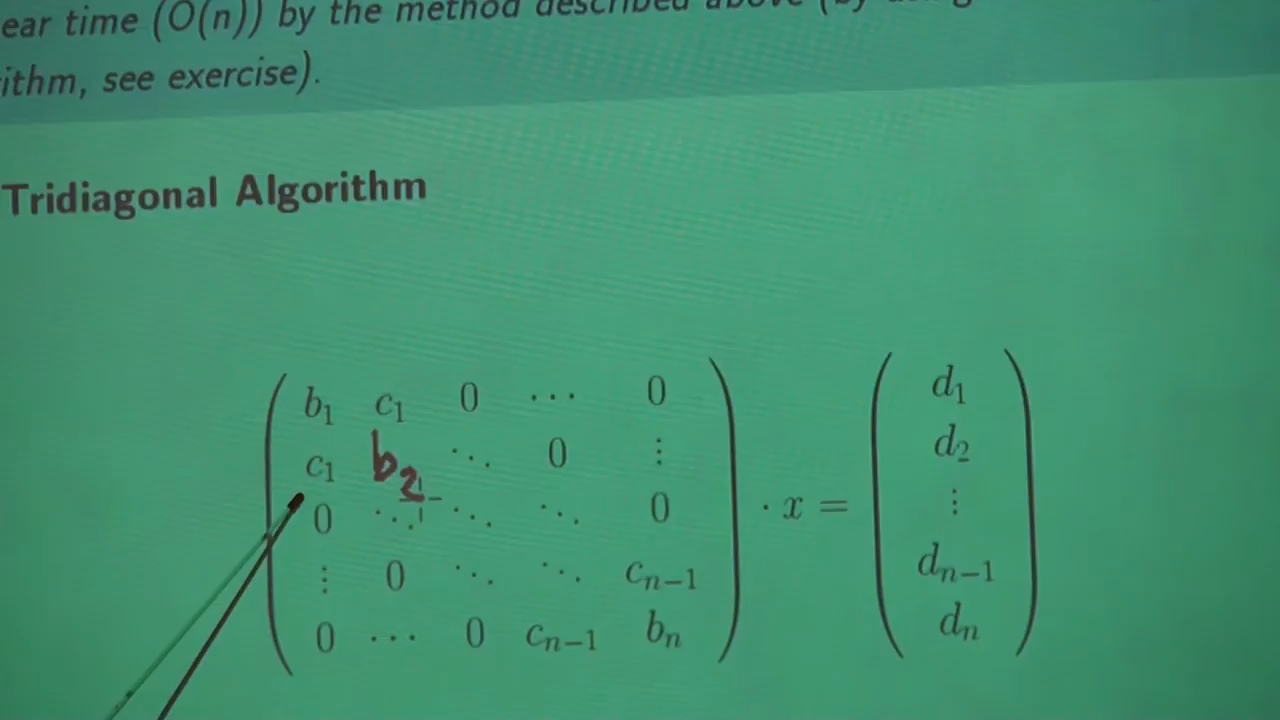 ear time (O(n)) by the method described above (by
ithm, see exercise).
Tridiagonal Algorithm
b₁ c₁ 0 ⋯ 0
c₁ b₂ ⋱ 0 ⋮
0 ⋱ ⋱ ⋱ 0 · x =
⋮ 0 ⋱ ⋱ cₙ₋₁
0 ⋯ 0 cₙ₋₁ bₙ
d₁
d₂
⋮
dₙ₋₁
dₙ